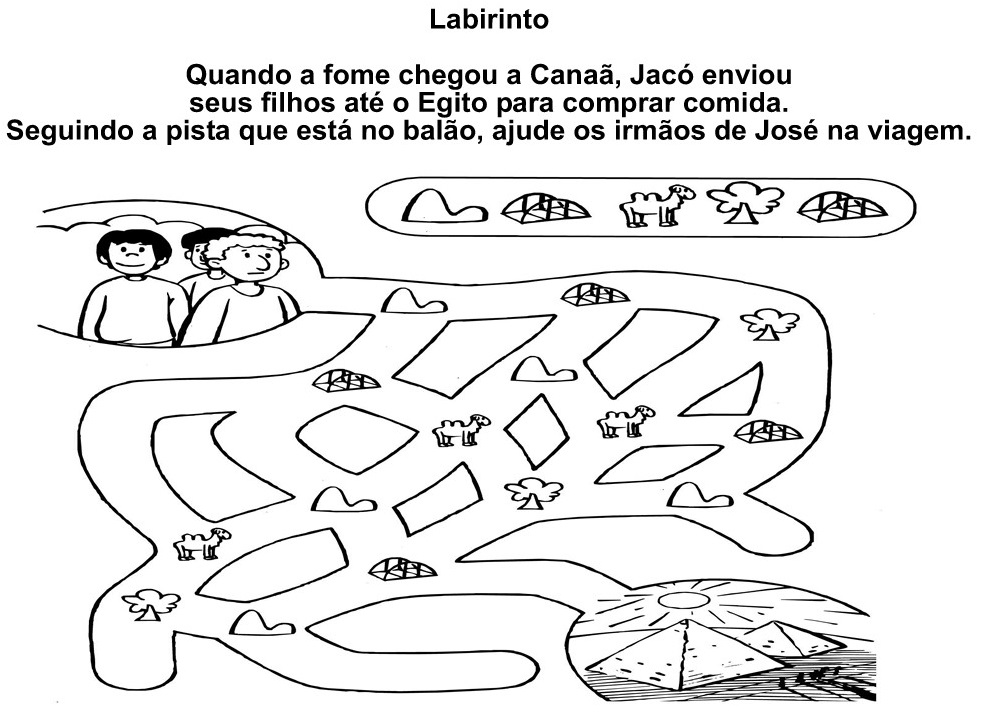 Labirinto
Quando a fome chegou a Canaã, Jacó enviou
seus filhos até o Egito para comprar comida.
Seguindo a pista que está no balão, ajude os irmãos de José na viagem.